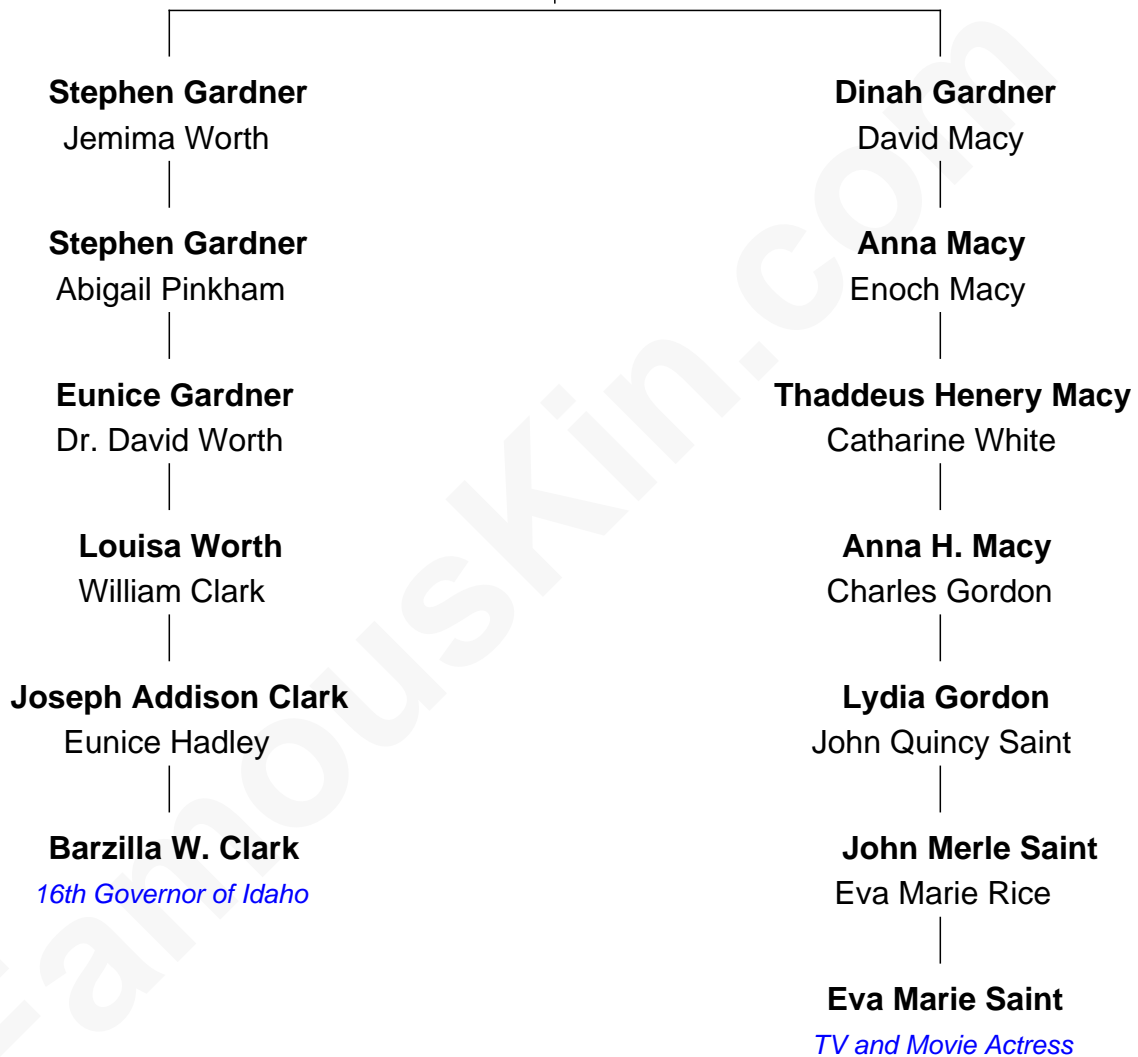 Stephen Gardner
Jemima Worth
Stephen Gardner
Abigail Pinkham
Eunice Gardner
Dr. David Worth
Louisa Worth
William Clark
Joseph Addison Clark
Eunice Hadley
Barzilla W. Clark
16th Governor of Idaho
Dinah Gardner
David Macy
Anna Macy
Enoch Macy
Thaddeus Henery Macy
Catharine White
Anna H. Macy
Charles Gordon
Lydia Gordon
John Quincy Saint
John Merle Saint
Eva Marie Rice
Eva Marie Saint
TV and Movie Actress
FamousKin.com